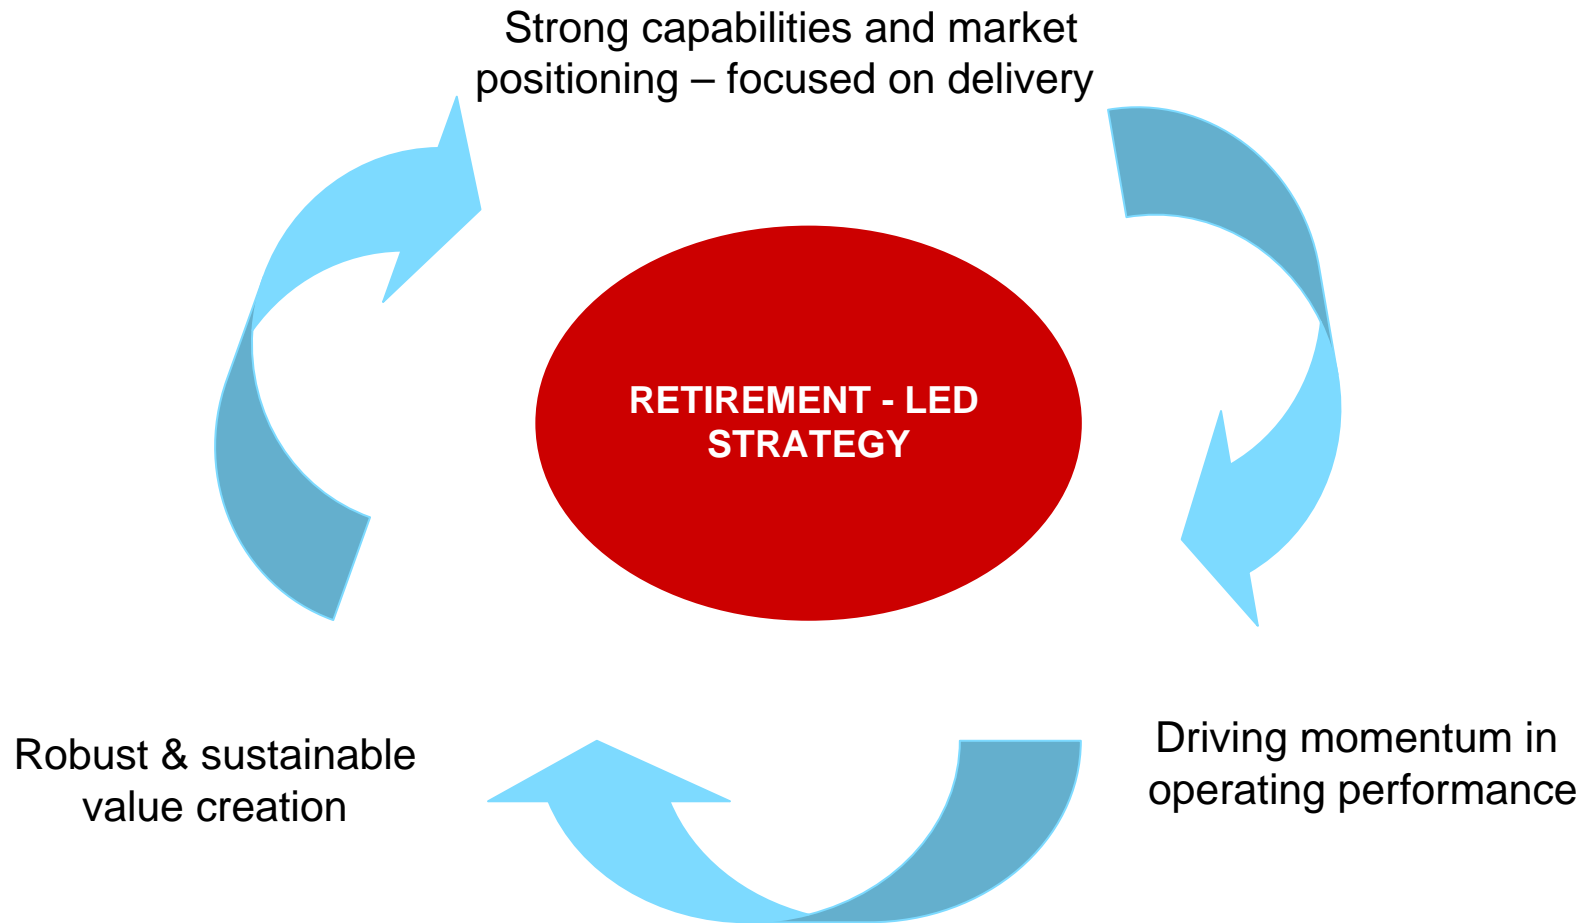 Strong capabilities and market
positioning – focused on delivery
RETIREMENT - LED
STRATEGY
Driving momentum in
operating performance
Robust & sustainable
value creation